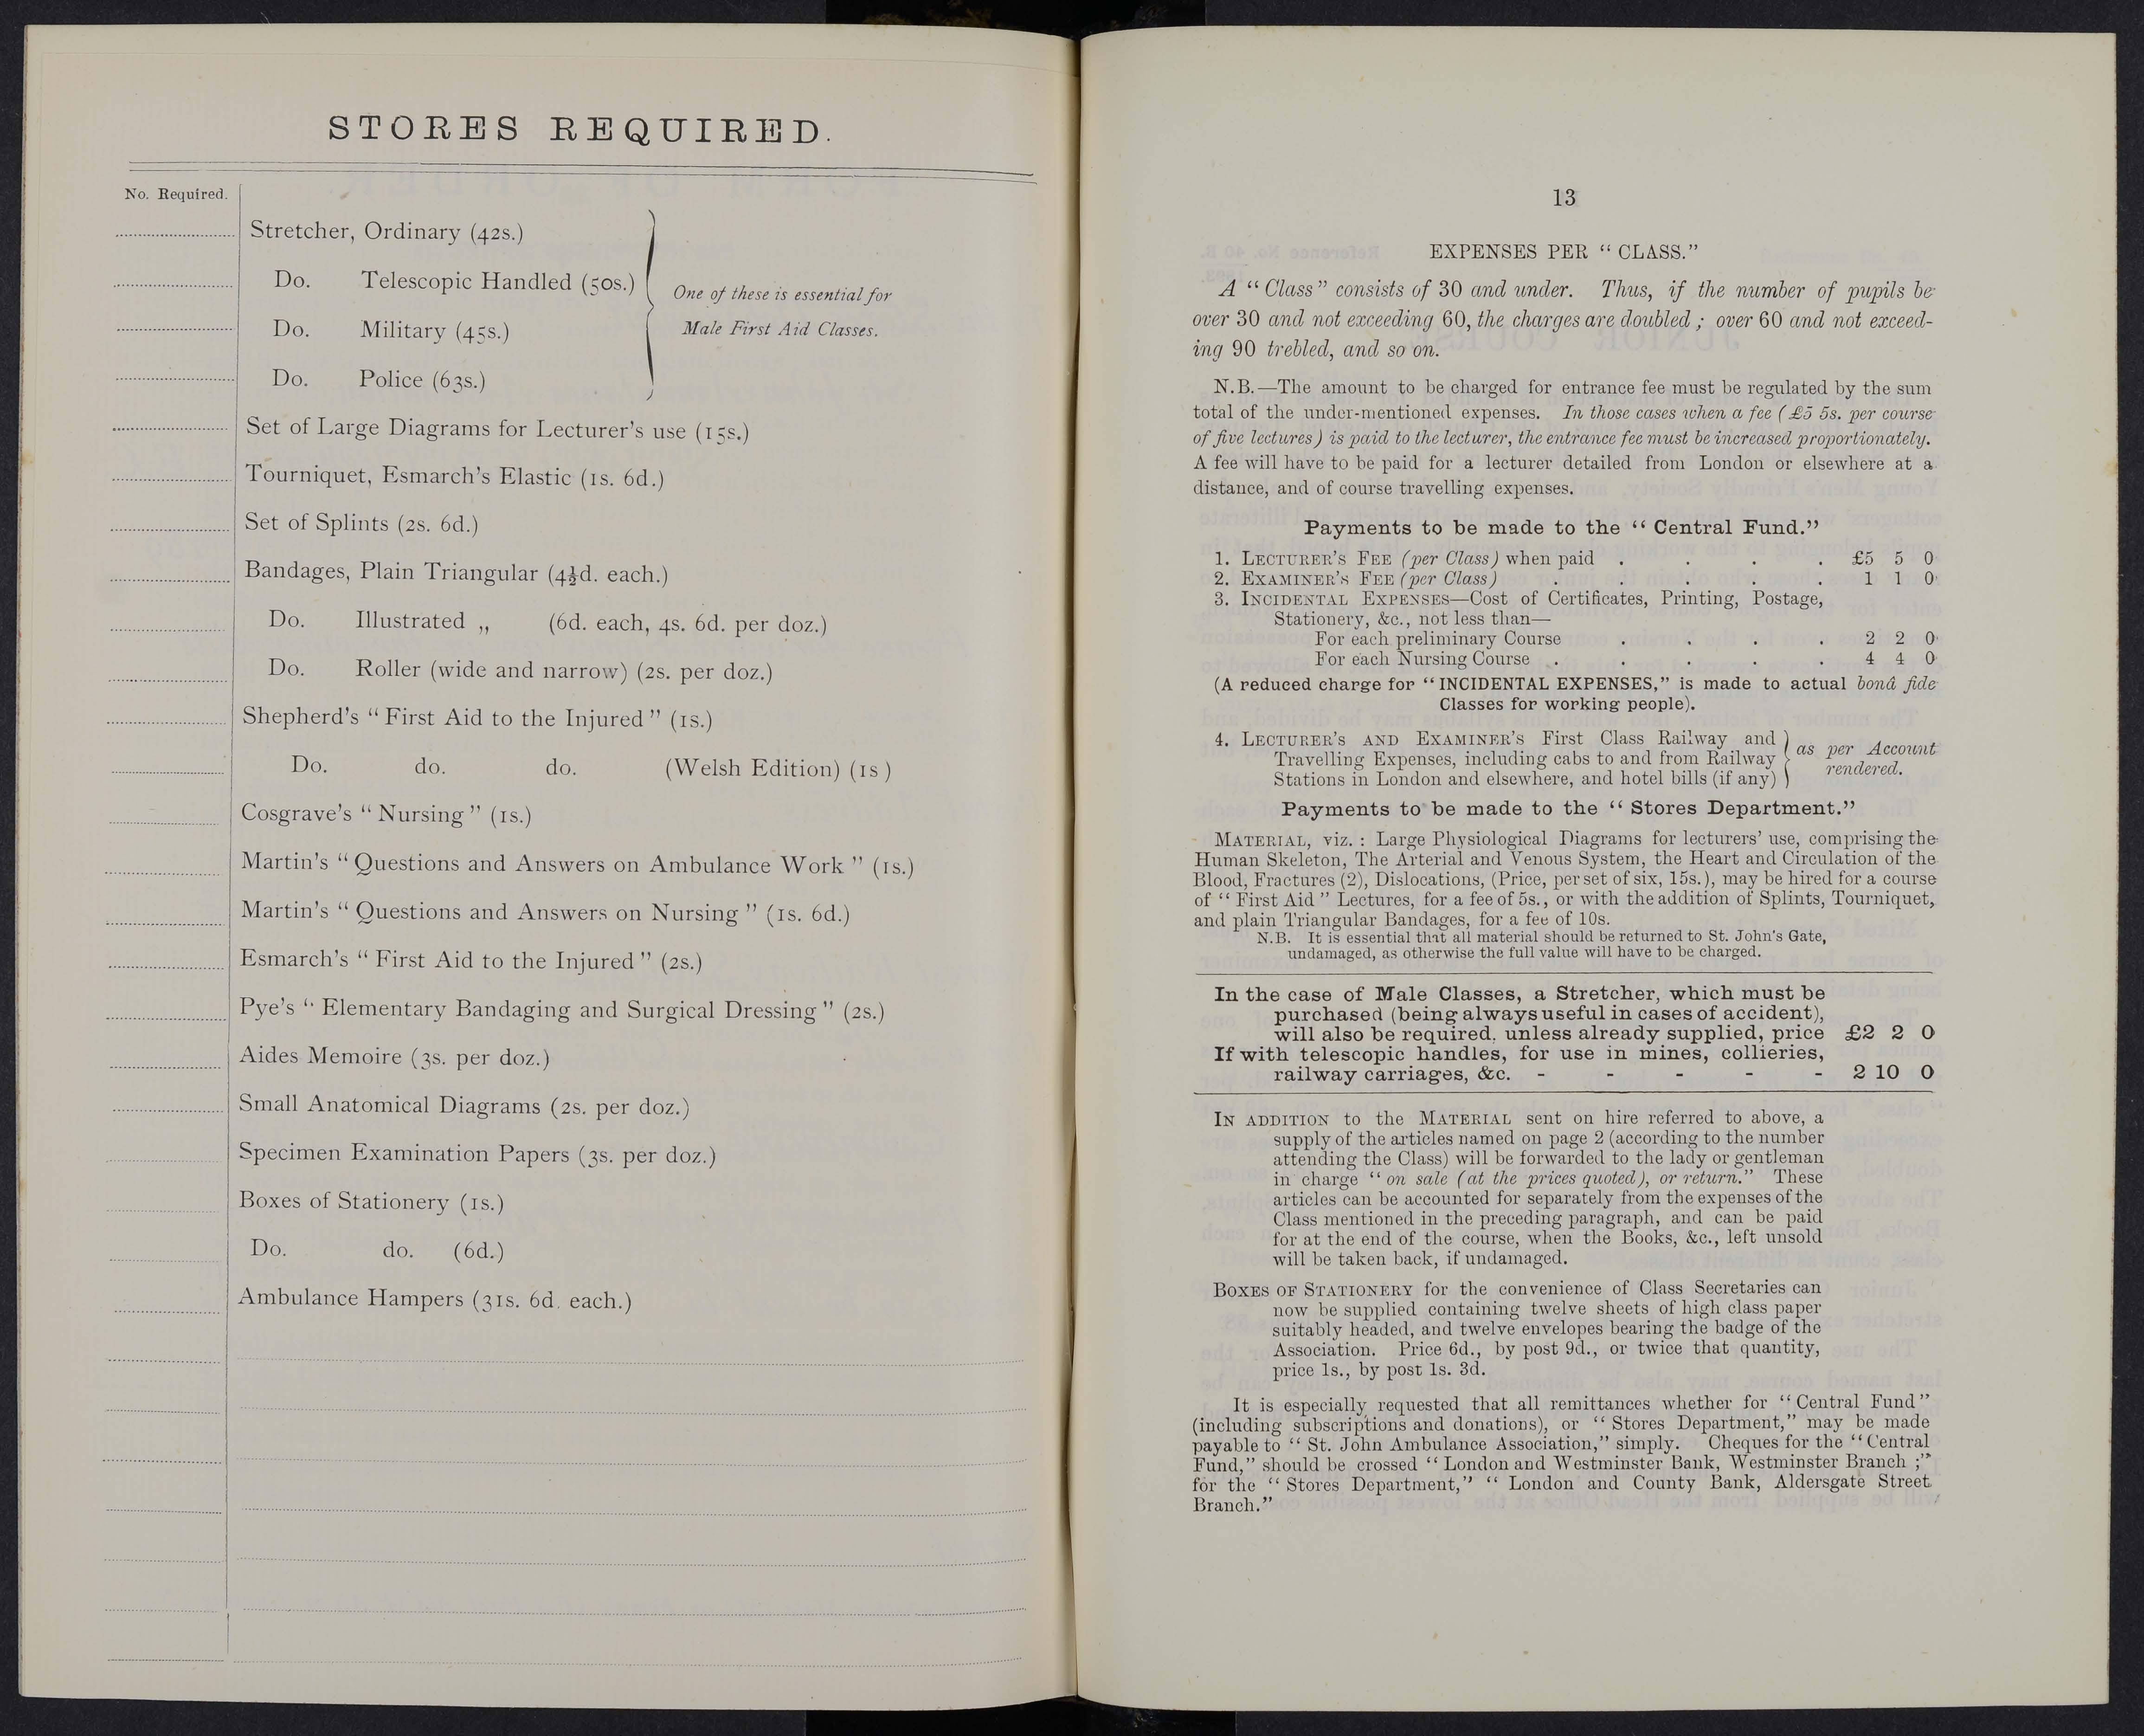 STORES REQUIRED.
No. Required.
Stretcher, Ordinary (42s.)
Do. Telescopic Handled (50s.)
Do. Military (45s.)
Do. Police (63s.)
One of these is essential for
Male First Aid Classes.
Set of Large Diagrams for Lecturer's use (15s.)
Tourniquet, Esmarch's Elastic (1s. 6d.)
Set of Splints (2s. 6d.)
Bandages, Plain Triangular (4½d. each.)
Do. Illustrated „ (6d. each, 4s. 6d. per doz.)
Do. Roller (wide and narrow) (2s. per doz.)
Shepherd's “First Aid to the Injured” (1s.)
Do. do. do. (Welsh Edition) (1s )
Cosgrave's “Nursing” (1s.)
Martin's “Questions and Answers on Ambulance Work” (1s.)
Martin's “Questions and Answers on Nursing” (1s. 6d.)
Esmarch's “First Aid to the Injured” (2s.)
Pye's “Elementary Bandaging and Surgical Dressing” (2s.)
Aides Memoire (3s. per doz.)
Small Anatomical Diagrams (2s. per doz.)
Specimen Examination Papers (3s. per doz.)
Boxes of Stationery (1s.)
Do. do. (6d.)
Ambulance Hampers (31s. 6d. each.)
13
EXPENSES PER “CLASS.”
A “Class” consists of 30 and under. Thus, if the number of pupils be
over 30 and not exceeding 60, the charges are doubled; over 60 and not exceed-
ing 90 trebled, and so on.
N.B.—The amount to be charged for entrance fee must be regulated by the sum
total of the under-mentioned expenses. In those cases when a fee (£5 5s. per course
of five lectures) is paid to the lecturer, the entrance fee must be increased proportionately.
A fee will have to be paid for a lecturer detailed from London or elsewhere at a
distance, and of course travelling expenses.
Payments to be made to the “Central Fund.”
1. LECTURER'S FEE (per Class) when paid . . . . £5 5 0
2. EXAMINER'S FEE (per Class) . . . . . 1 1 0
3. INCIDENTAL EXPENSES—Cost of Certificates, Printing, Postage,
Stationery, &c., not less than—
For each preliminary Course . . . . 2 2 0
For each Nursing Course . . . . . 4 4 0
(A reduced charge for “INCIDENTAL EXPENSES,” is made to actual bonâ fide
Classes for working people).
4. LECTURER'S AND EXAMINER'S First Class Railway and
Travelling Expenses, including cabs to and from Railway
Stations in London and elsewhere, and hotel bills (if any)
as per Account
rendered.
Payments to be made to the “Stores Department.”
MATERIAL, viz.: Large Physiological Diagrams for lecturers' use, comprising the
Human Skeleton, The Arterial and Venous System, the Heart and Circulation of the
Blood, Fractures (2), Dislocations, (Price, per set of six, 15s.), may be hired for a course
of “First Aid” Lectures, for a fee of 5s., or with the addition of Splints, Tourniquet,
and plain Triangular Bandages, for a fee of 10s.
N.B. It is essential that all material should be returned to St. John's Gate,
undamaged, as otherwise the full value will have to be charged.
In the case of Male Classes, a Stretcher, which must be
purchased (being always useful in cases of accident),
will also be required, unless already supplied, price £2 2 0
If with telescopic handles, for use in mines, collieries,
railway carriages, &c. - - - - - 2 10 0
IN ADDITION to the MATERIAL sent on hire referred to above, a
supply of the articles named on page 2 (according to the number
attending the Class) will be forwarded to the lady or gentleman
in charge “on sale (at the prices quoted), or return.” These
articles can be accounted for separately from the expenses of the
Class mentioned in the preceding paragraph, and can be paid
for at the end of the course, when the Books, &c., left unsold
will be taken back, if undamaged.
BOXES OF STATIONERY for the convenience of Class Secretaries can
now be supplied containing twelve sheets of high class paper
suitably headed, and twelve envelopes bearing the badge of the
Association. Price 6d., by post 9d., or twice that quantity,
price 1s., by post 1s. 3d.
It is especially requested that all remittances whether for “Central Fund”
(including subscriptions and donations), or “Stores Department,” may be made
payable to “St. John Ambulance Association,” simply. Cheques for the “Central
Fund,” should be crossed “London and Westminster Bank, Westminster Branch;”
for the “Stores Department,” “London and County Bank, Aldersgate Street
Branch.”